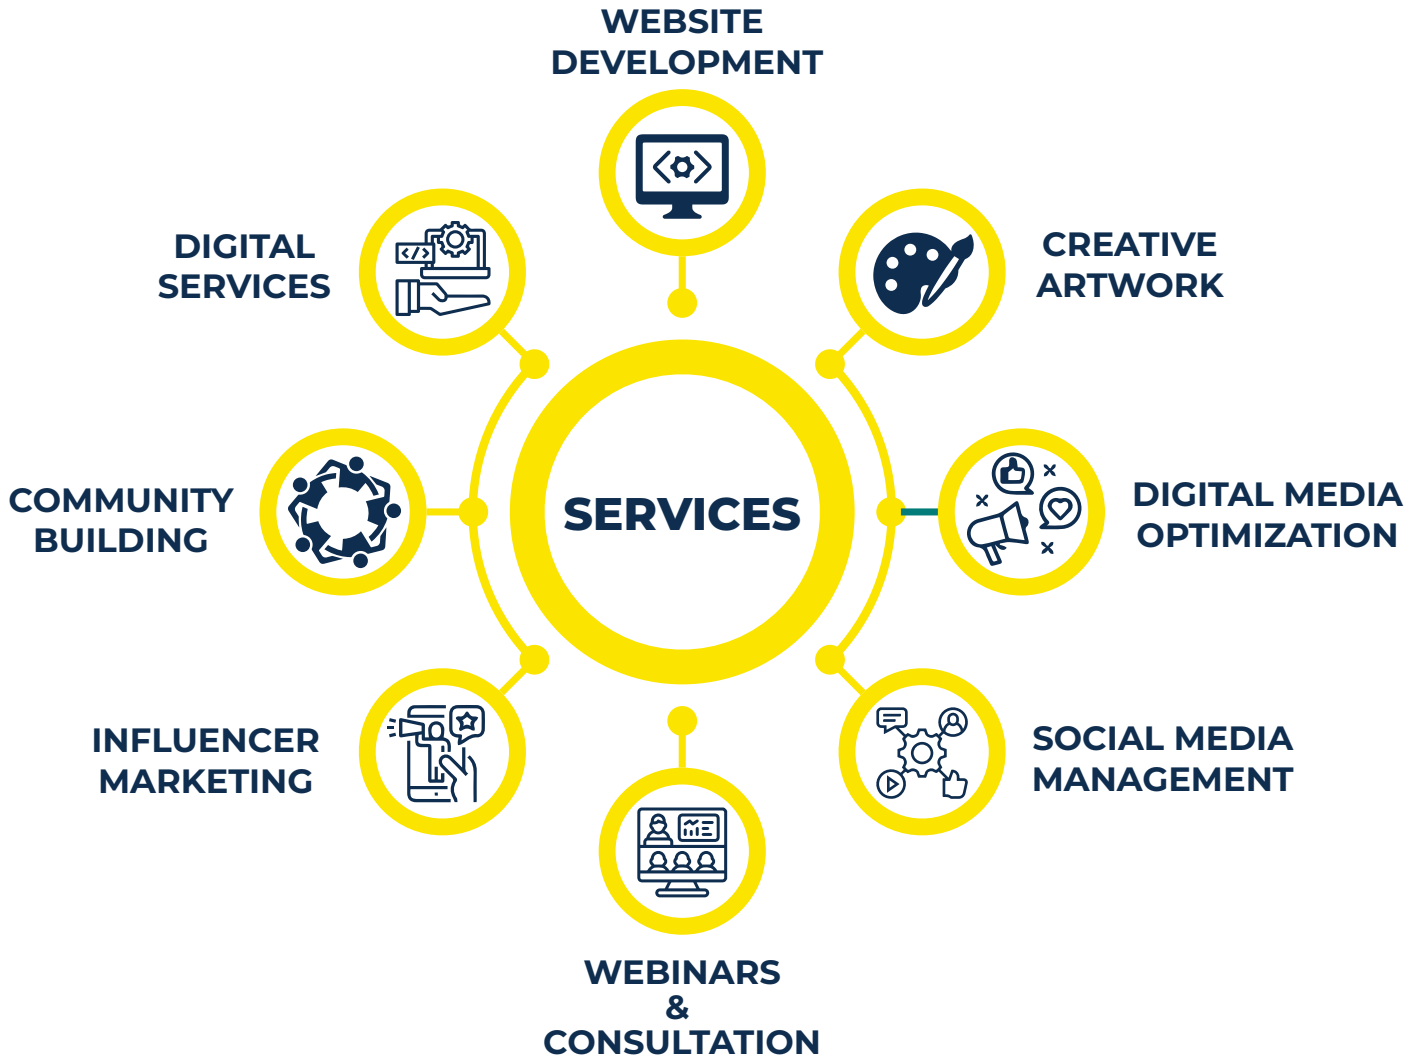 WEBSITE
DEVELOPMENT
DIGITAL
SERVICES
CREATIVE
ARTWORK
COMMUNITY
BUILDING
SERVICES
DIGITAL MEDIA
OPTIMIZATION
INFLUENCER
MARKETING
SOCIAL MEDIA
MANAGEMENT
WEBINARS
&
CONSULTATION